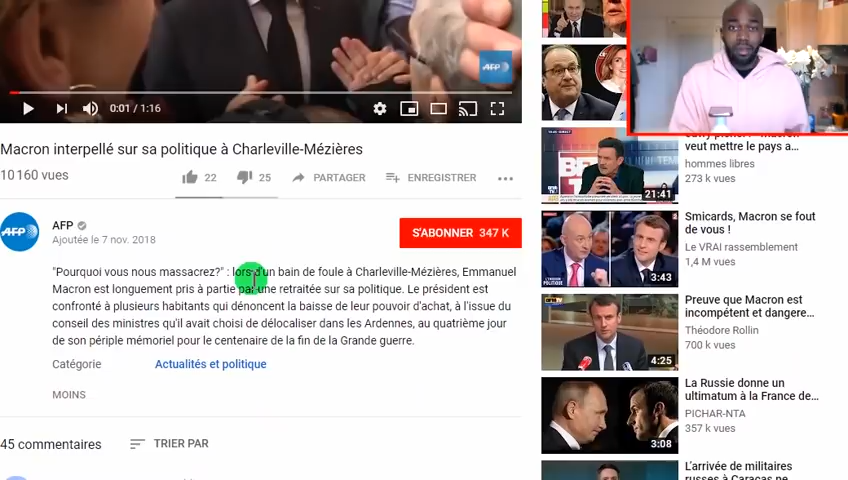 AFP
0:01 / 1:16
Macron interpellé sur sa politique à Charleville-Mézières
10 160 vues
22
25
PARTAGER
ENREGISTRER
AFP
AFP
Ajoutée le 7 nov. 2018
S'ABONNER 347 K
"Pourquoi vous nous massacrez?" : lors d'un bain de foule à Charleville-Mézières, Emmanuel
Macron est longuement pris à partie par une retraitée sur sa politique. Le président est
confronté à plusieurs habitants qui dénoncent la baisse de leur pouvoir d'achat, à l'issue du
conseil des ministres qu'il avait choisi de délocaliser dans les Ardennes, au quatrième jour
de son périple mémoriel pour le centenaire de la fin de la Grande guerre.
Catégorie
Actualités et politique
MOINS
45 commentaires
TRIER PAR
21:41
veut mettre le pays a...
hommes libres
273 k vues
3:43
Smicards, Macron se fout
de vous !
Le VRAI rassemblement
1,4 M vues
4:25
Preuve que Macron est
incompétent et dangere...
Théodore Rollin
700 k vues
3:08
La Russie donne un
ultimatum à la France de...
PICHAR-NTA
357 k vues
L'arrivée de militaires
russes à Caracas ne